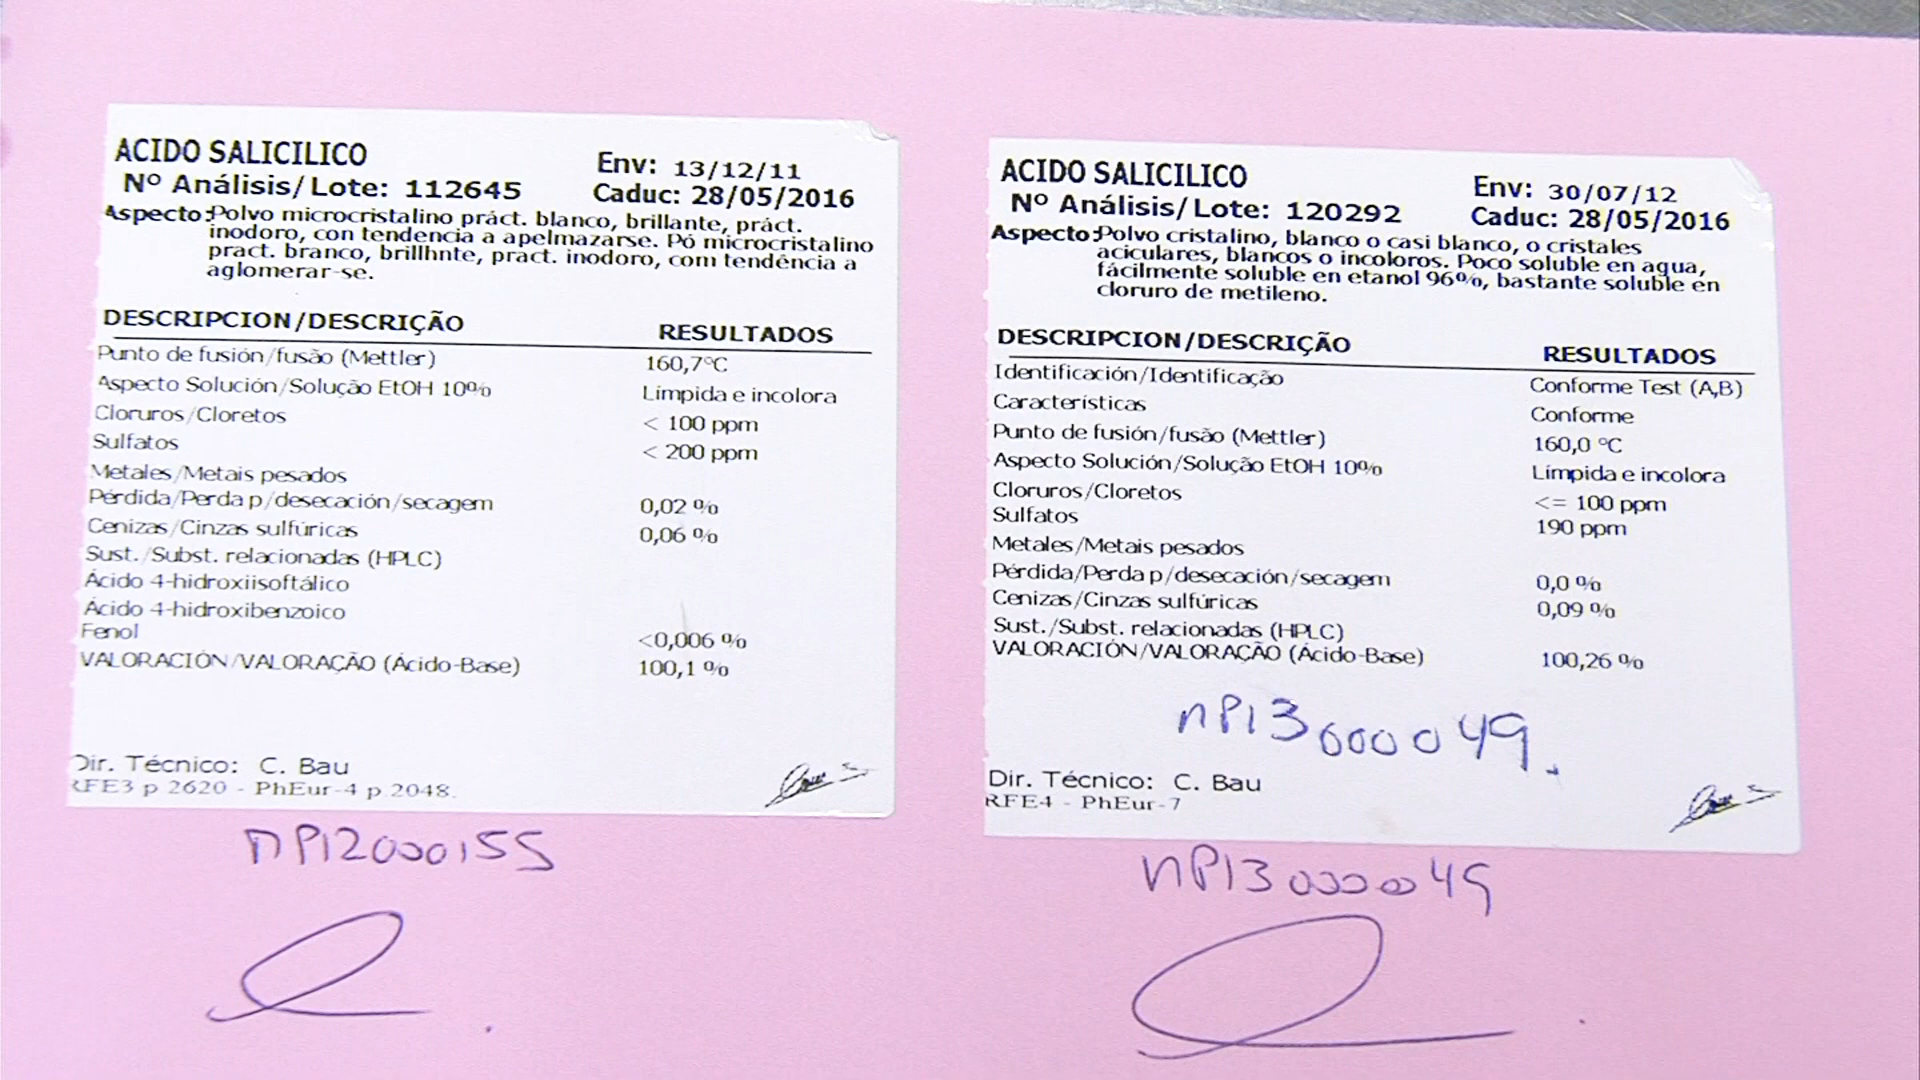 ACIDO SALICILICO
Env: 13/12/11
Nº Análisis/Lote: 112645
Caduc: 28/05/2016
Aspecto: Polvo microcristalino práct. blanco, brillante, práct.
inodoro, con tendencia a apelmazarse. Pó microcristalino
pract. branco, brillhnte, pract. inodoro, com tendência a
aglomerar-se.
DESCRIPCION/DESCRIÇÃO RESULTADOS
Punto de fusión/fusão (Mettler) 160,7ºC
Aspecto Solución/Solução EtOH 10% Límpida e incolora
Cloruros/Cloretos < 100 ppm
Sulfatos < 200 ppm
Metales/Metais pesados
Pérdida/Perda p/desecación/secagem 0,02 %
Cenizas/Cinzas sulfúricas 0,06 %
Sust./Subst. relacionadas (HPLC)
Ácido 4-hidroxiisoftálico
Ácido 4-hidroxibenzoico
Fenol <0,006 %
VALORACIÓN/VALORAÇÃO (Ácido-Base) 100,1 %
Dir. Técnico: C. Bau
RFE3 p 2620 - PhEur-4 p.2048.
NP12000155
ACIDO SALICILICO
Env: 30/07/12
Nº Análisis/Lote: 120292
Caduc: 28/05/2016
Aspecto: Polvo cristalino, blanco o casi blanco, o cristales
aciculares, blancos o incoloros. Poco soluble en agua,
fácilmente soluble en etanol 96%, bastante soluble en
cloruro de metileno.
DESCRIPCION/DESCRIÇÃO RESULTADOS
Identificación/Identificação Conforme Test (A,B)
Características Conforme
Punto de fusión/fusão (Mettler) 160,0 ºC
Aspecto Solución/Solução EtOH 10% Límpida e incolora
Cloruros/Cloretos <= 100 ppm
Sulfatos 190 ppm
Metales/Metais pesados
Pérdida/Perda p/desecación/secagem 0,0 %
Cenizas/Cinzas sulfúricas 0,09 %
Sust./Subst. relacionadas (HPLC)
VALORACIÓN/VALORAÇÃO (Ácido-Base) 100,26 %
NP13000049.
Dir. Técnico: C. Bau
RFE4 - PhEur-7
NP13000049